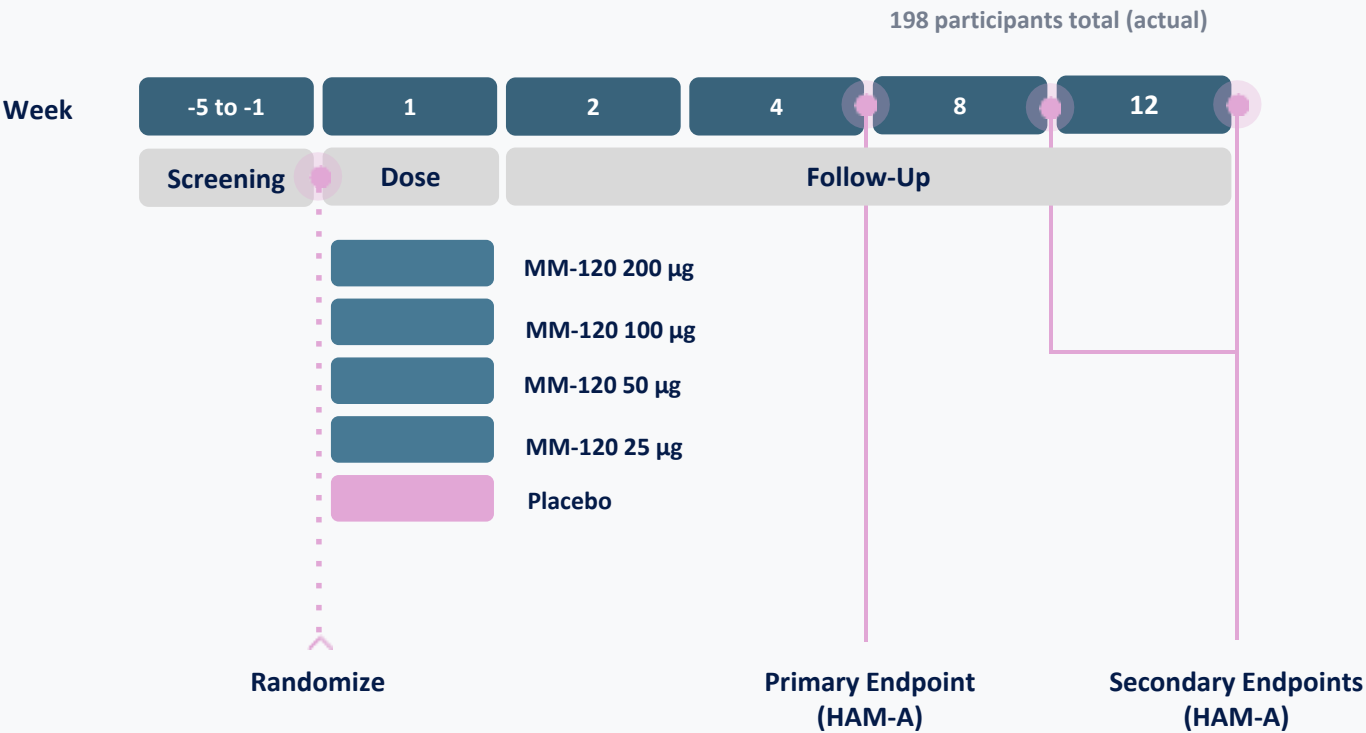 198 participants total (actual)
Week -5 to -1 1 2 4 8 12
Screening Dose Follow-Up
MM-120 200 µg
MM-120 100 µg
MM-120 50 µg
MM-120 25 µg
Placebo
Randomize Primary Endpoint Secondary Endpoints
(HAM-A) (HAM-A)